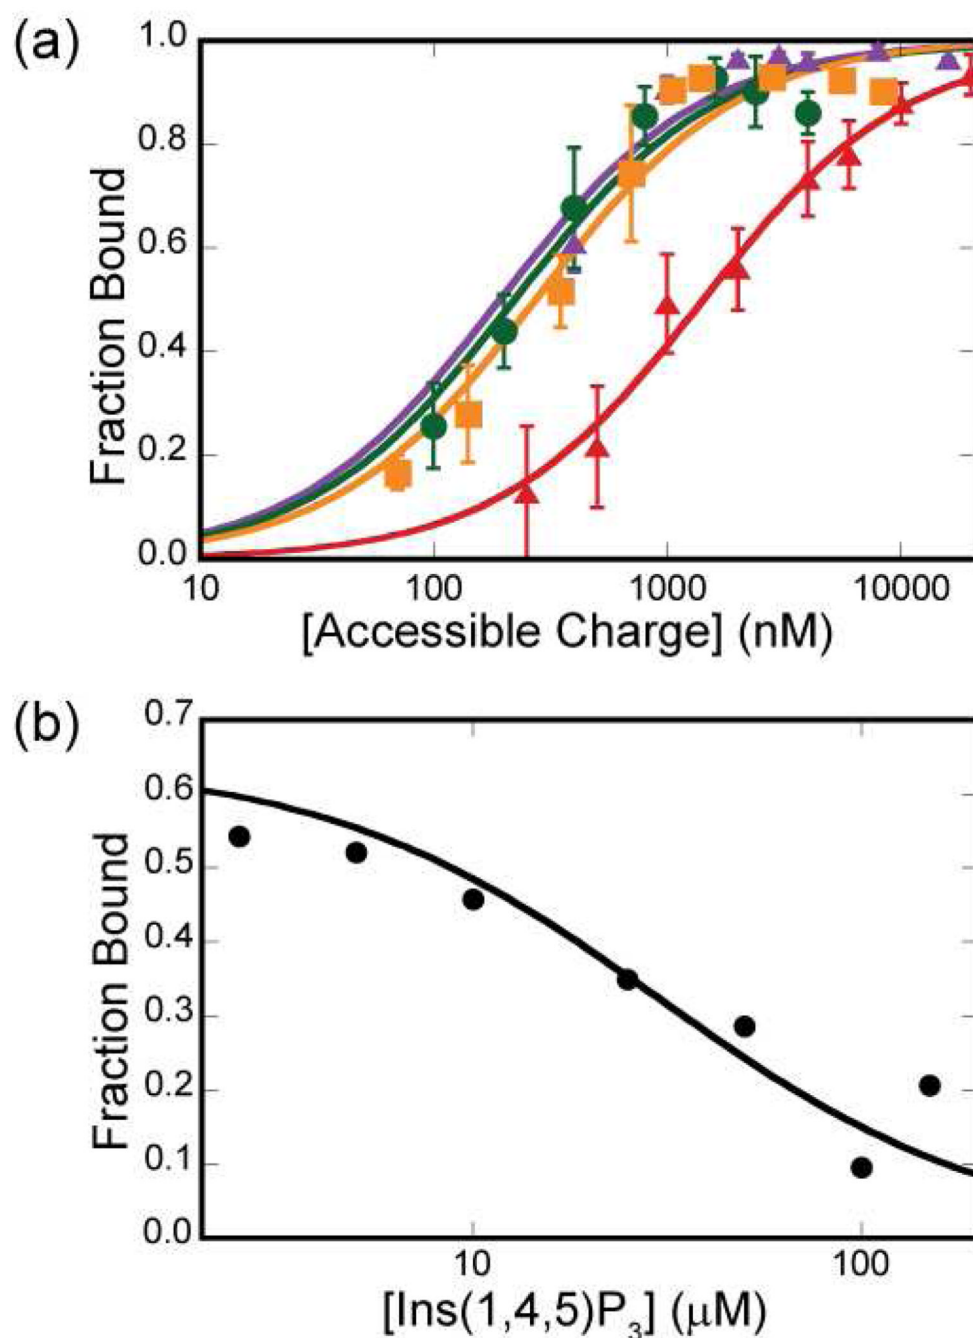 (a)
Fraction Bound
1.0
0.8
0.6
0.4
0.2
0.0
10 100 1000 10000
[Accessible Charge] (nM)
(b)
Fraction Bound
0.7
0.6
0.5
0.4
0.3
0.2
0.1
0.0
10 100
[Ins(1,4,5)P₃] (μM)